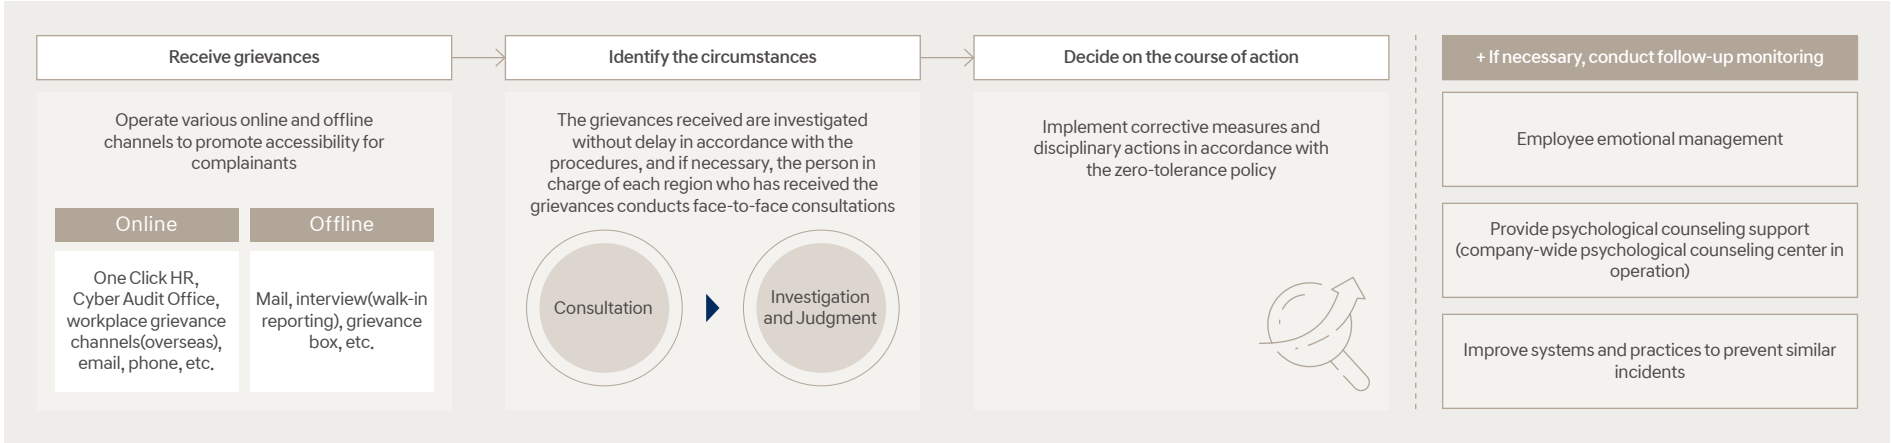 Receive grievances
Operate various online and offline
channels to promote accessibility for
complainants
Online
One Click HR,
Cyber Audit Office,
workplace grievance
channels(overseas),
email, phone, etc.
Offline
Mail, interview(walk-in
reporting), grievance
box, etc.
Identify the circumstances
The grievances received are investigated
without delay in accordance with the
procedures, and if necessary, the person in
charge of each region who has received the
grievances conducts face-to-face consultations
Consultation
Investigation
and Judgment
Decide on the course of action
Implement corrective measures and
disciplinary actions in accordance with
the zero-tolerance policy
+ If necessary, conduct follow-up monitoring
Employee emotional management
Provide psychological counseling support
(company-wide psychological counseling center in
operation)
Improve systems and practices to prevent similar
incidents